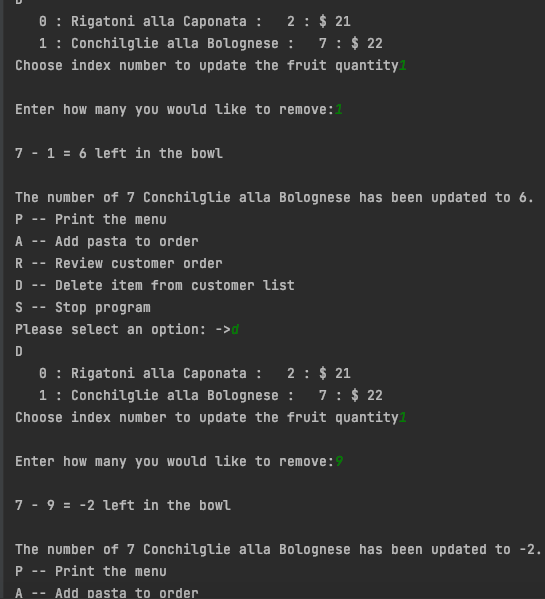 D
0 : Rigatoni alla Caponata :   2 : $ 21
1 : Conchilglie alla Bolognese :   7 : $ 22
Choose index number to update the fruit quantity1
Enter how many you would like to remove:1
7 - 1 = 6 left in the bowl
The number of 7 Conchilglie alla Bolognese has been updated to 6.
P -- Print the menu
A -- Add pasta to order
R -- Review customer order
D -- Delete item from customer list
S -- Stop program
Please select an option: ->d
D
0 : Rigatoni alla Caponata :   2 : $ 21
1 : Conchilglie alla Bolognese :   7 : $ 22
Choose index number to update the fruit quantity1
Enter how many you would like to remove:9
7 - 9 = -2 left in the bowl
The number of 7 Conchilglie alla Bolognese has been updated to -2.
P -- Print the menu
A -- Add pasta to order